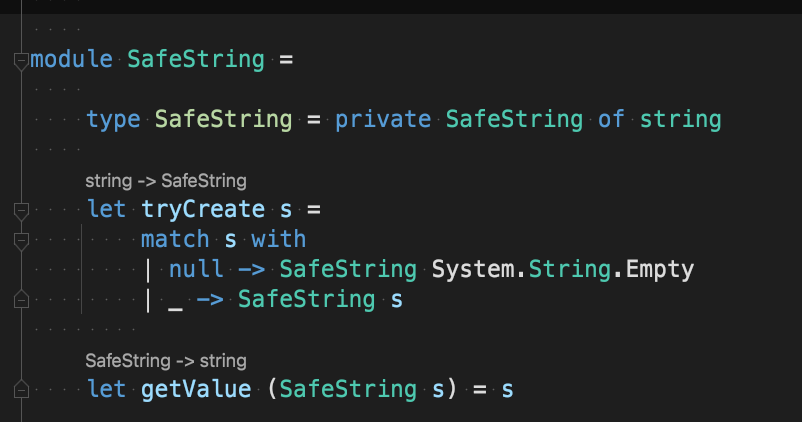 module SafeString =
type SafeString = private SafeString of string
string -> SafeString
let tryCreate s =
match s with
| null -> SafeString System.String.Empty
| _ -> SafeString s
SafeString -> string
let getValue (SafeString s) = s